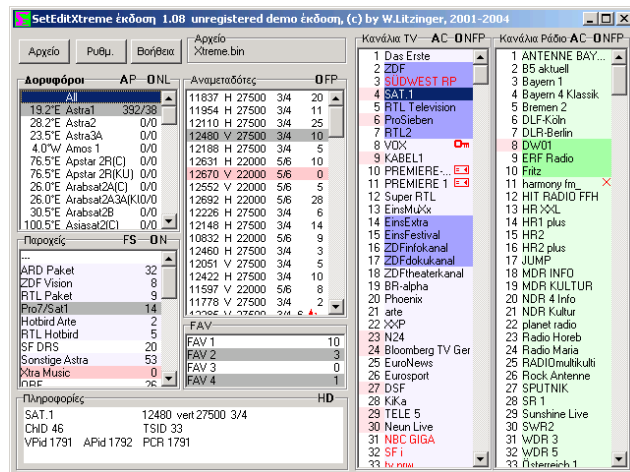 SetEditXtreme έκδοση 1.08 unregistered demo έκδοση, (c) by W.Litzinger, 2001-2004
Αρχείο Ρυθμ. Βοήθεια
Αρχείο
Xtreme.bin
Δορυφόροι AP ONL
All
19.2°E Astra1 392/38
28.2°E Astra2 0/0
23.5°E Astra3A 0/0
4.0°W Amos 1 0/0
76.5°E Apstar 2R(C) 0/0
76.5°E Apstar 2R(KU) 0/0
26.0°E Arabsat2A(C) 0/0
26.0°E Arabsat2A3A(K)0/0
30.5°E Arabsat2B 0/0
100.5°E Asiasat2(C) 0/0
Αναμεταδότες OFP
11837 H 27500 3/4 20
11954 H 27500 3/4 11
12110 H 27500 3/4 25
12480 V 27500 3/4 10
12188 H 27500 3/4 5
12631 H 22000 5/6 10
12670 V 22000 5/6 0
12552 V 22000 5/6 5
12692 H 22000 5/6 28
12226 H 27500 3/4 6
12148 H 27500 3/4 14
10832 H 22000 5/6 9
12460 H 27500 3/4 3
12051 V 27500 3/4 5
12422 H 27500 3/4 10
11597 V 22000 5/6 8
11778 V 27500 3/4 2
12285 V 27500 3/4 6
Παροχείς FS ON
---
ARD Paket 32
ZDF Vision 8
RTL Paket 9
Pro7/Sat1 14
Hotbird Arte 2
RTL Hotbird 5
SF DRS 20
Sonstige Astra 53
Xtra Music 0
ORF 26
FAV
FAV 1 10
FAV 2 3
FAV 3 0
FAV 4 1
Πληροφορίες HD
SAT.1 12480 vert 27500 3/4
ChID 46 TSID 33
VPid 1791 APid 1792 PCR 1791
Κανάλια TV AC ONFP
1 Das Erste
2 ZDF
3 SÜDWEST RP
4 SAT.1
5 RTL Television
6 ProSieben
7 RTL2
8 VOX
9 KABEL1
10 PREMIERE-...
11 PREMIERE 1
12 Super RTL
13 EinsMuXx
14 EinsExtra
15 EinsFestival
16 ZDFinfokanal
17 ZDFdokukanal
18 ZDFtheaterkanal
19 BR-alpha
20 Phoenix
21 arte
22 XXP
23 N24
24 Bloomberg TV Ger
25 EuroNews
26 Eurosport
27 DSF
28 KiKa
29 TELE 5
30 Neun Live
31 NBC GIGA
32 SF i
33 tv.nrw
Κανάλια Ράδιο AC ONFP
1 ANTENNE BAY...
2 B5 aktuell
3 Bayern 1
4 Bayern 4 Klassik
5 Bremen 2
6 DLF-Köln
7 DLR-Berlin
8 DW01
9 ERF Radio
10 Fritz
11 harmony fm_
12 HIT RADIO FFH
13 HR XXL
14 HR1 plus
15 HR2
16 HR2 plus
17 JUMP
18 MDR INFO
19 MDR KULTUR
20 NDR 4 Info
21 NDR Kultur
22 planet radio
23 Radio Horeb
24 Radio Maria
25 RADIOmultikulti
26 Rock Antenne
27 SPUTNIK
28 SR 1
29 Sunshine Live
30 SWR2
31 WDR 3
32 WDR 5
33 Österreich 1